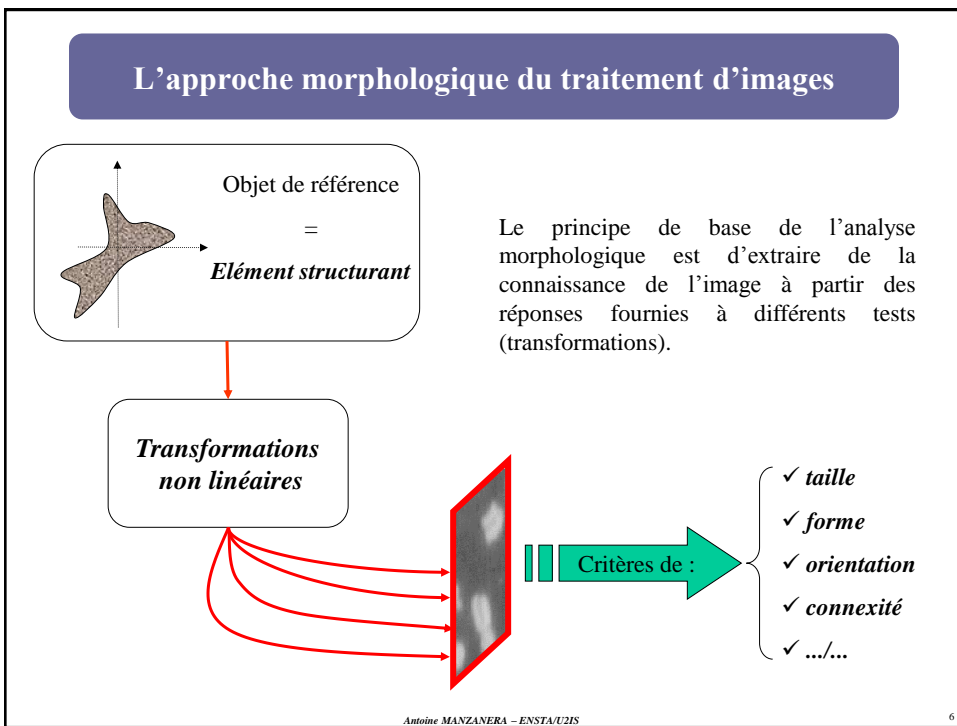 L'approche morphologique du traitement d'images
Objet de référence
=
Elément structurant
Le principe de base de l'analyse
morphologique est d'extraire de la
connaissance de l'image à partir des
réponses fournies à différents tests
(transformations).
Transformations
non linéaires
Critères de :
✓ taille
✓ forme
✓ orientation
✓ connexité
✓ .../...
Antoine MANZANERA – ENSTA/U2IS
6